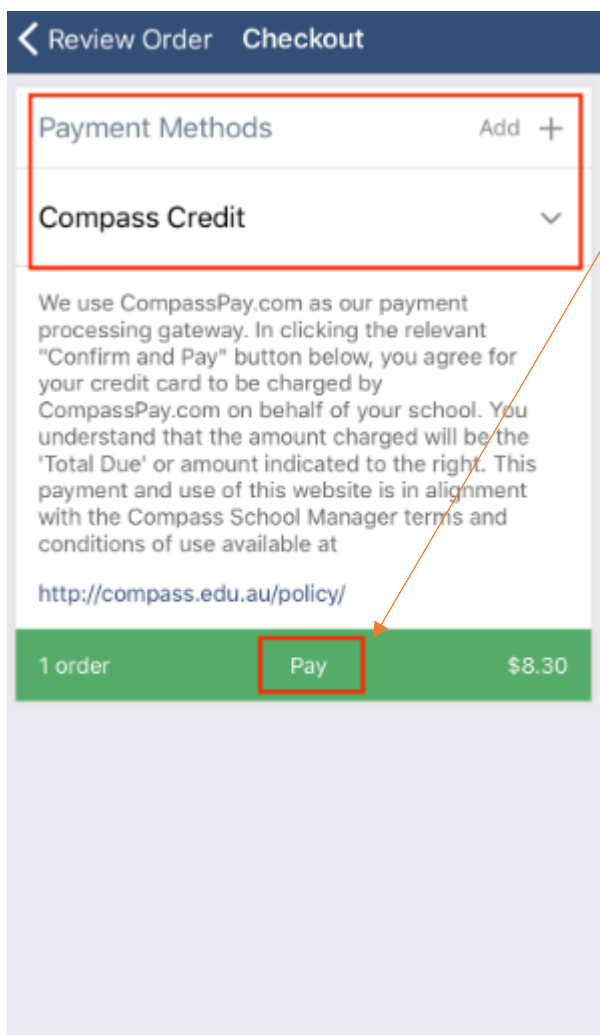 Review Order Checkout
Payment Methods Add +
Compass Credit
We use CompassPay.com as our payment
processing gateway. In clicking the relevant
"Confirm and Pay" button below, you agree for
your credit card to be charged by
CompassPay.com on behalf of your school. You
understand that the amount charged will be the
'Total Due' or amount indicated to the right. This
payment and use of this website is in alignment
with the Compass School Manager terms and
conditions of use available at
http://compass.edu.au/policy/
1 order Pay $8.30